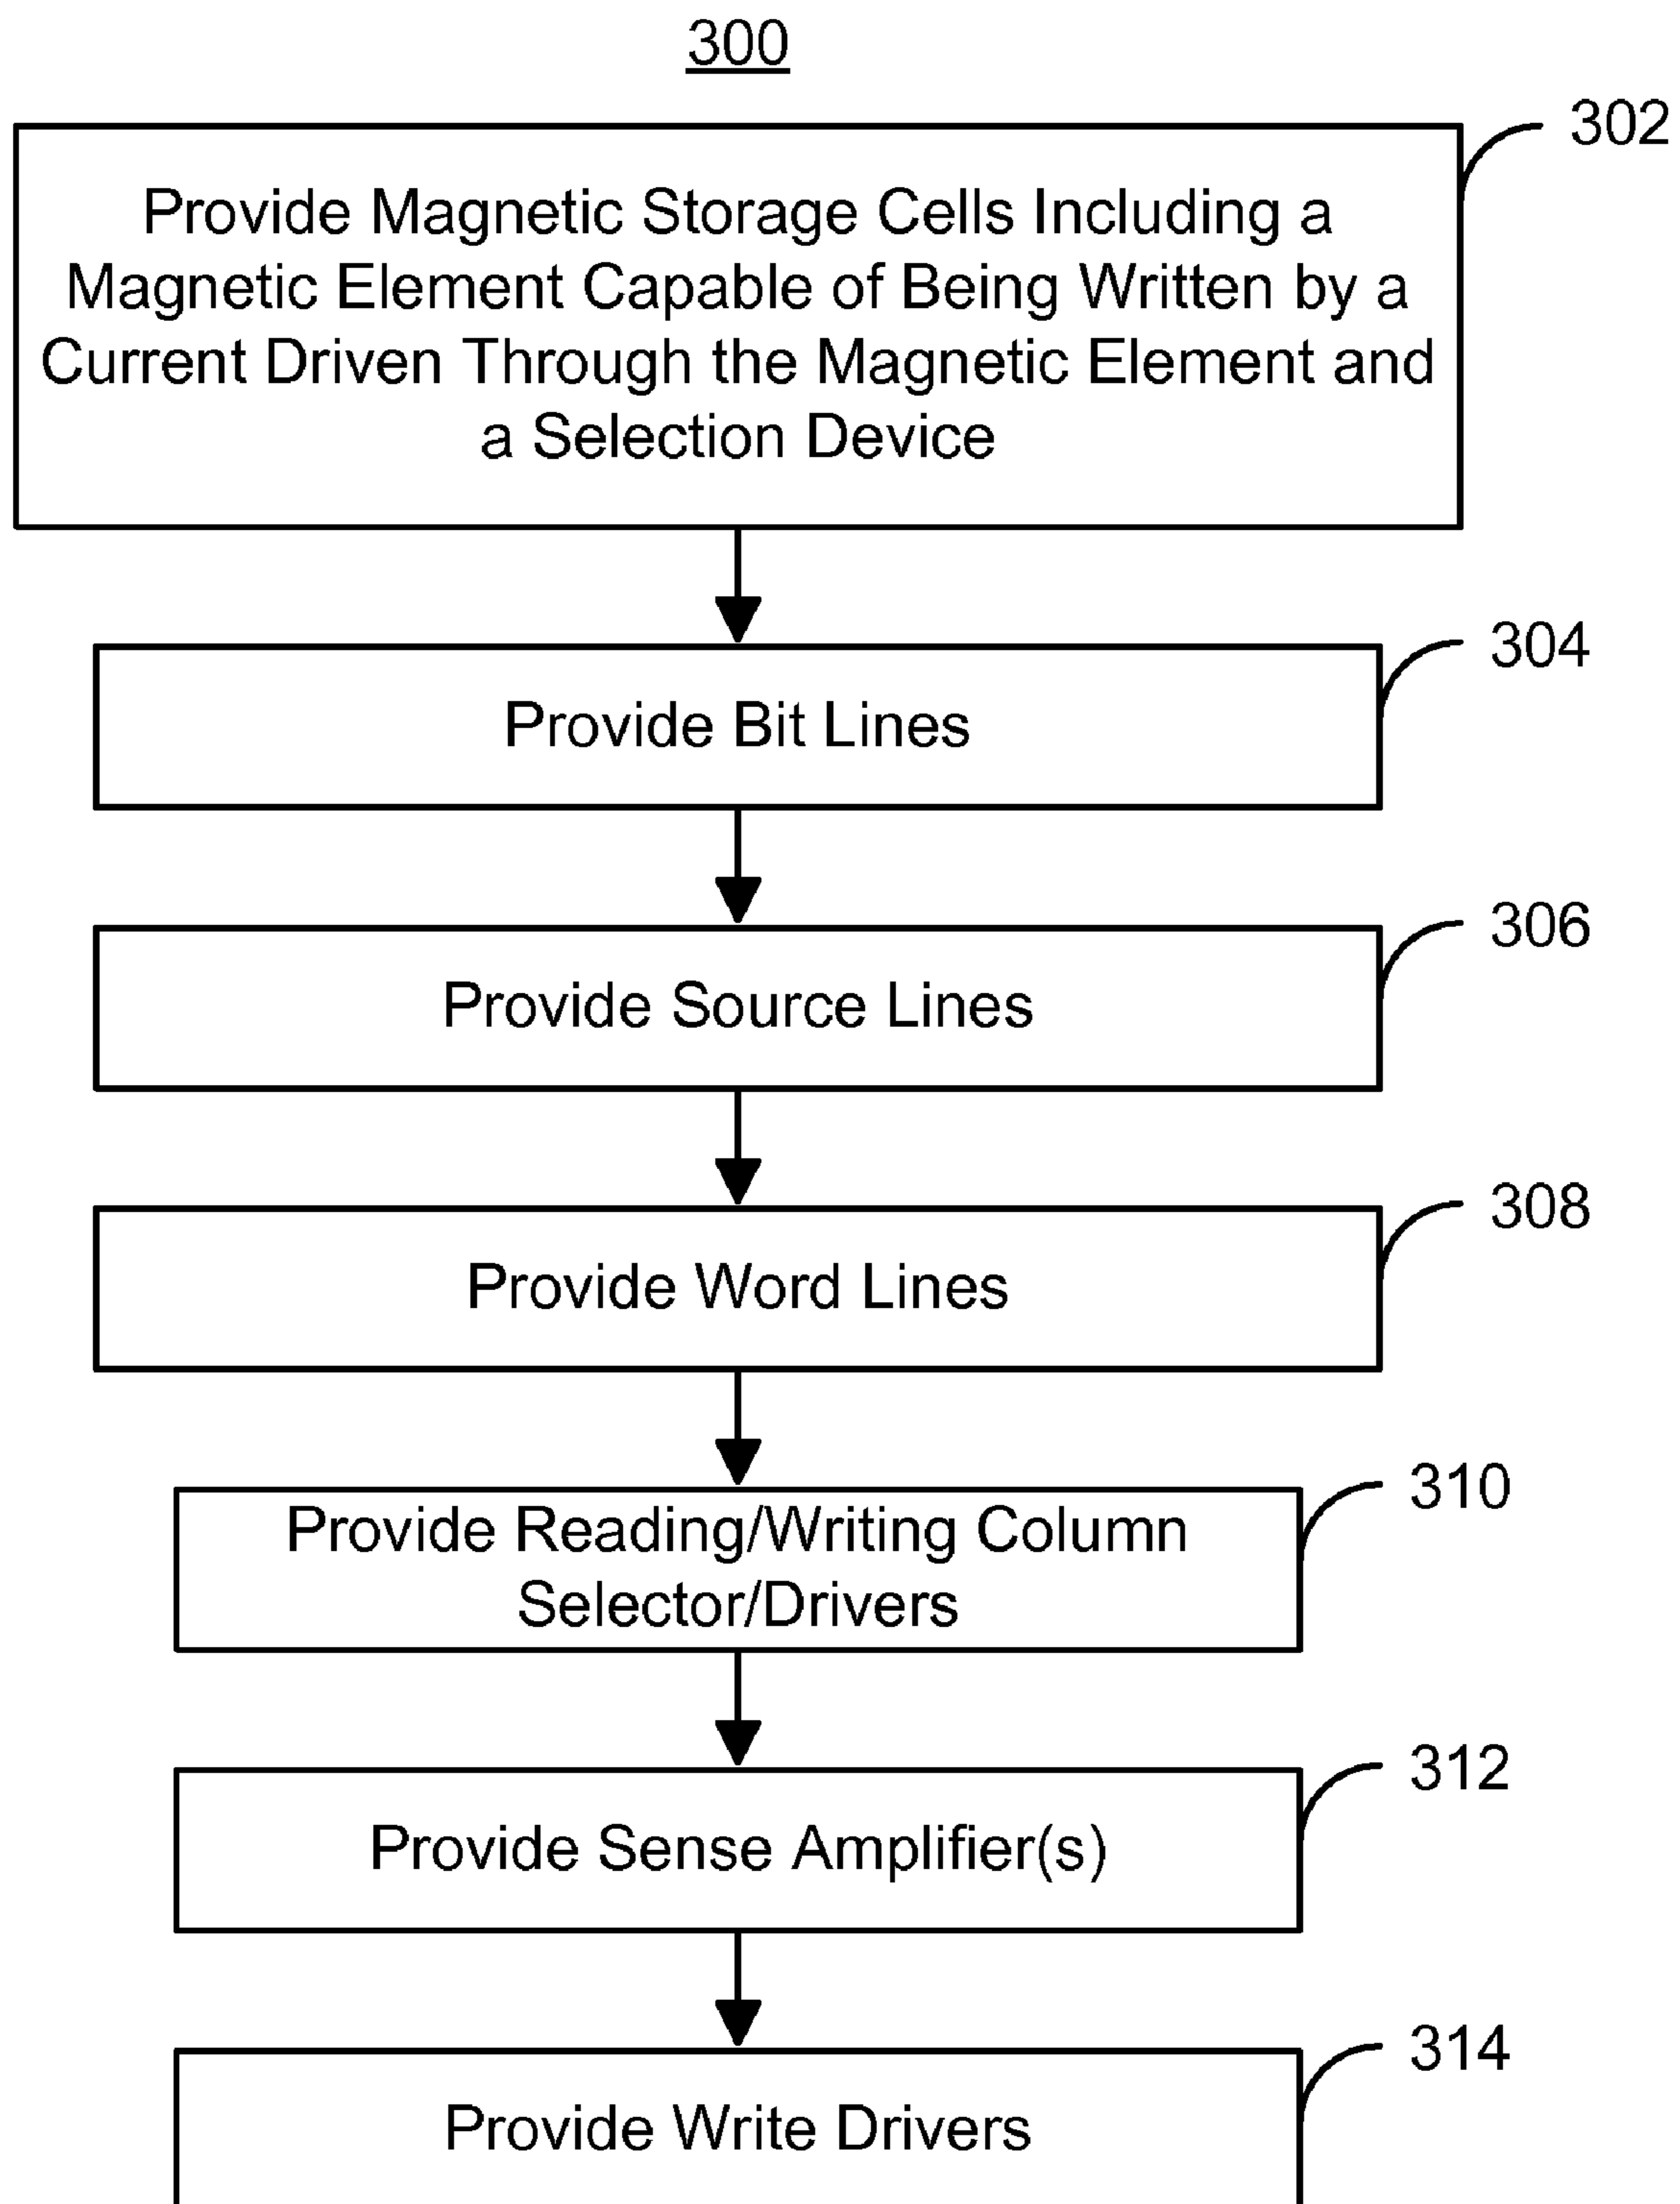 300
302
Provide Magnetic Storage Cells Including a
Magnetic Element Capable of Being Written by a
Current Driven Through the Magnetic Element and
a Selection Device
304
Provide Bit Lines
306
Provide Source Lines
308
Provide Word Lines
310
Provide Reading/Writing Column
Selector/Drivers
312
Provide Sense Amplifier(s)
314
Provide Write Drivers